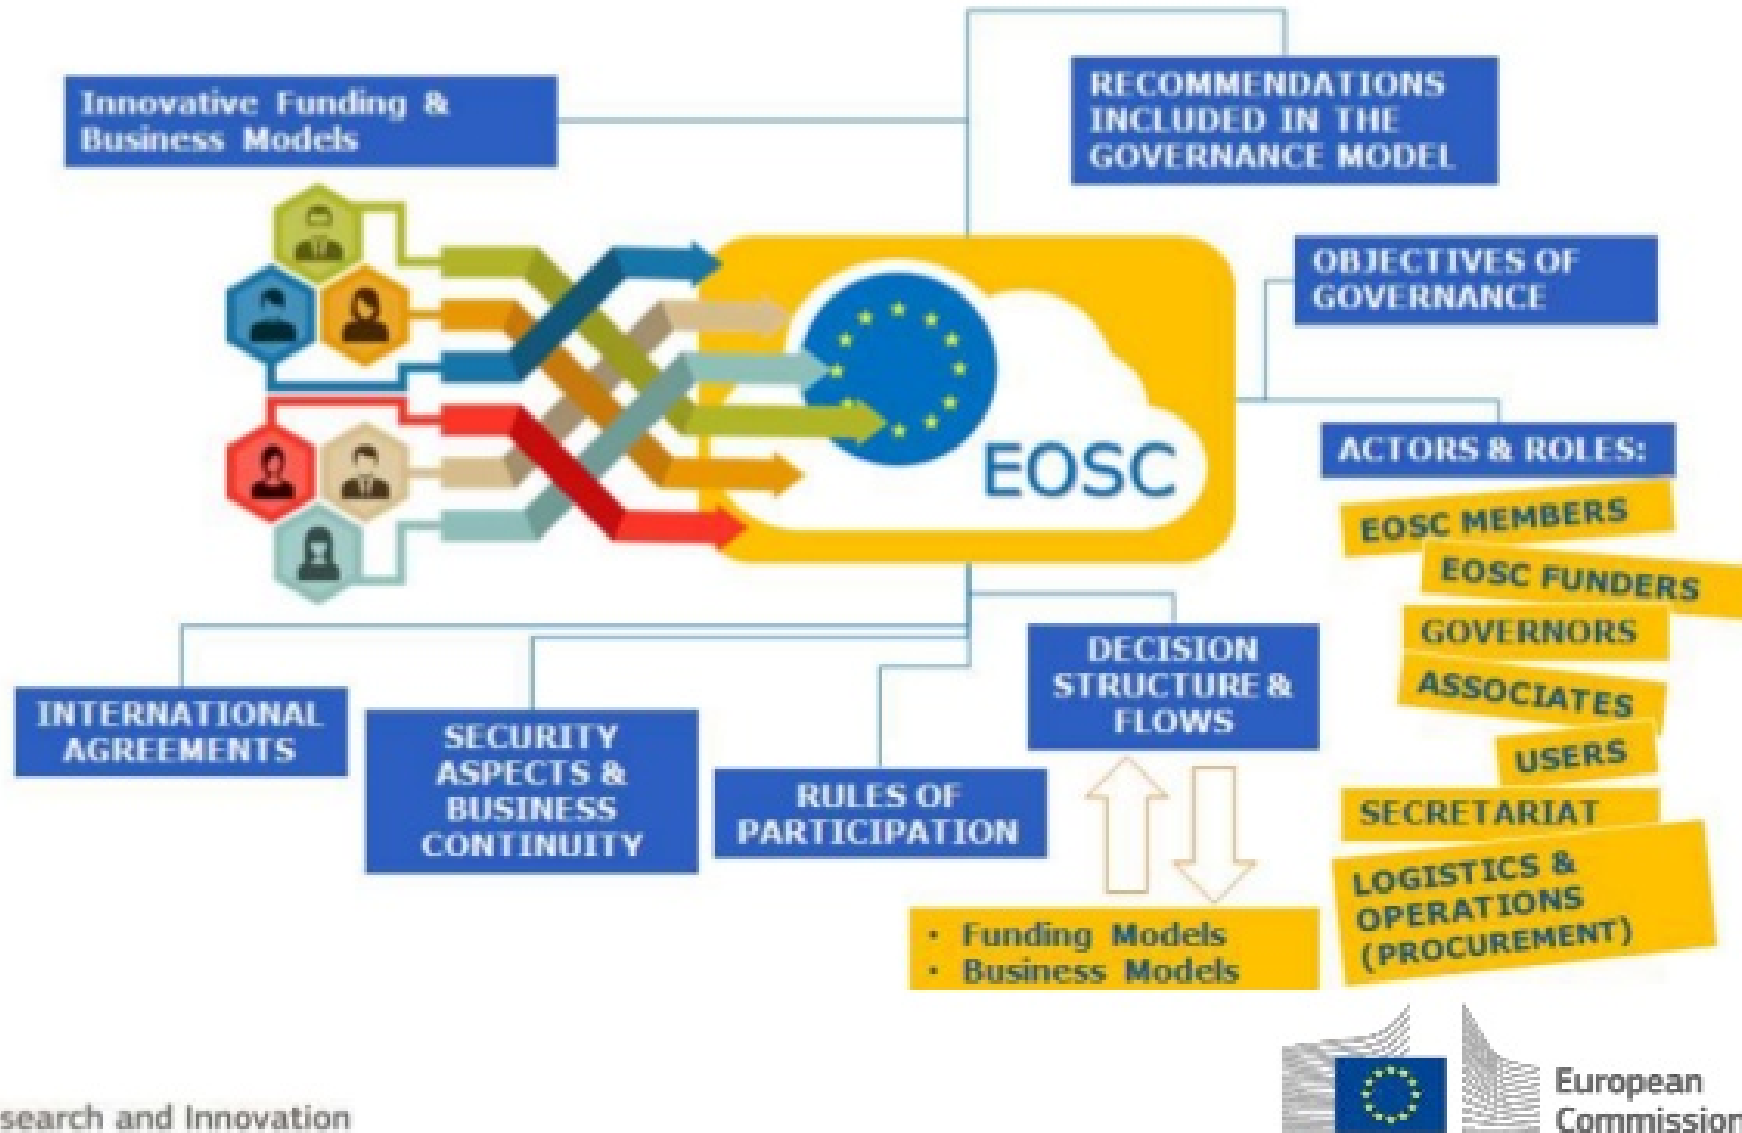 Innovative Funding &
Business Models
RECOMMENDATIONS
INCLUDED IN THE
GOVERNANCE MODEL
OBJECTIVES OF
GOVERNANCE
EOSC
ACTORS & ROLES:
EOSC MEMBERS
EOSC FUNDERS
GOVERNORS
ASSOCIATES
USERS
SECRETARIAT
LOGISTICS &
OPERATIONS
(PROCUREMENT)
INTERNATIONAL
AGREEMENTS
SECURITY
ASPECTS &
BUSINESS
CONTINUITY
RULES OF
PARTICIPATION
DECISION
STRUCTURE &
FLOWS
• Funding Models
• Business Models
search and Innovation
European
Commission